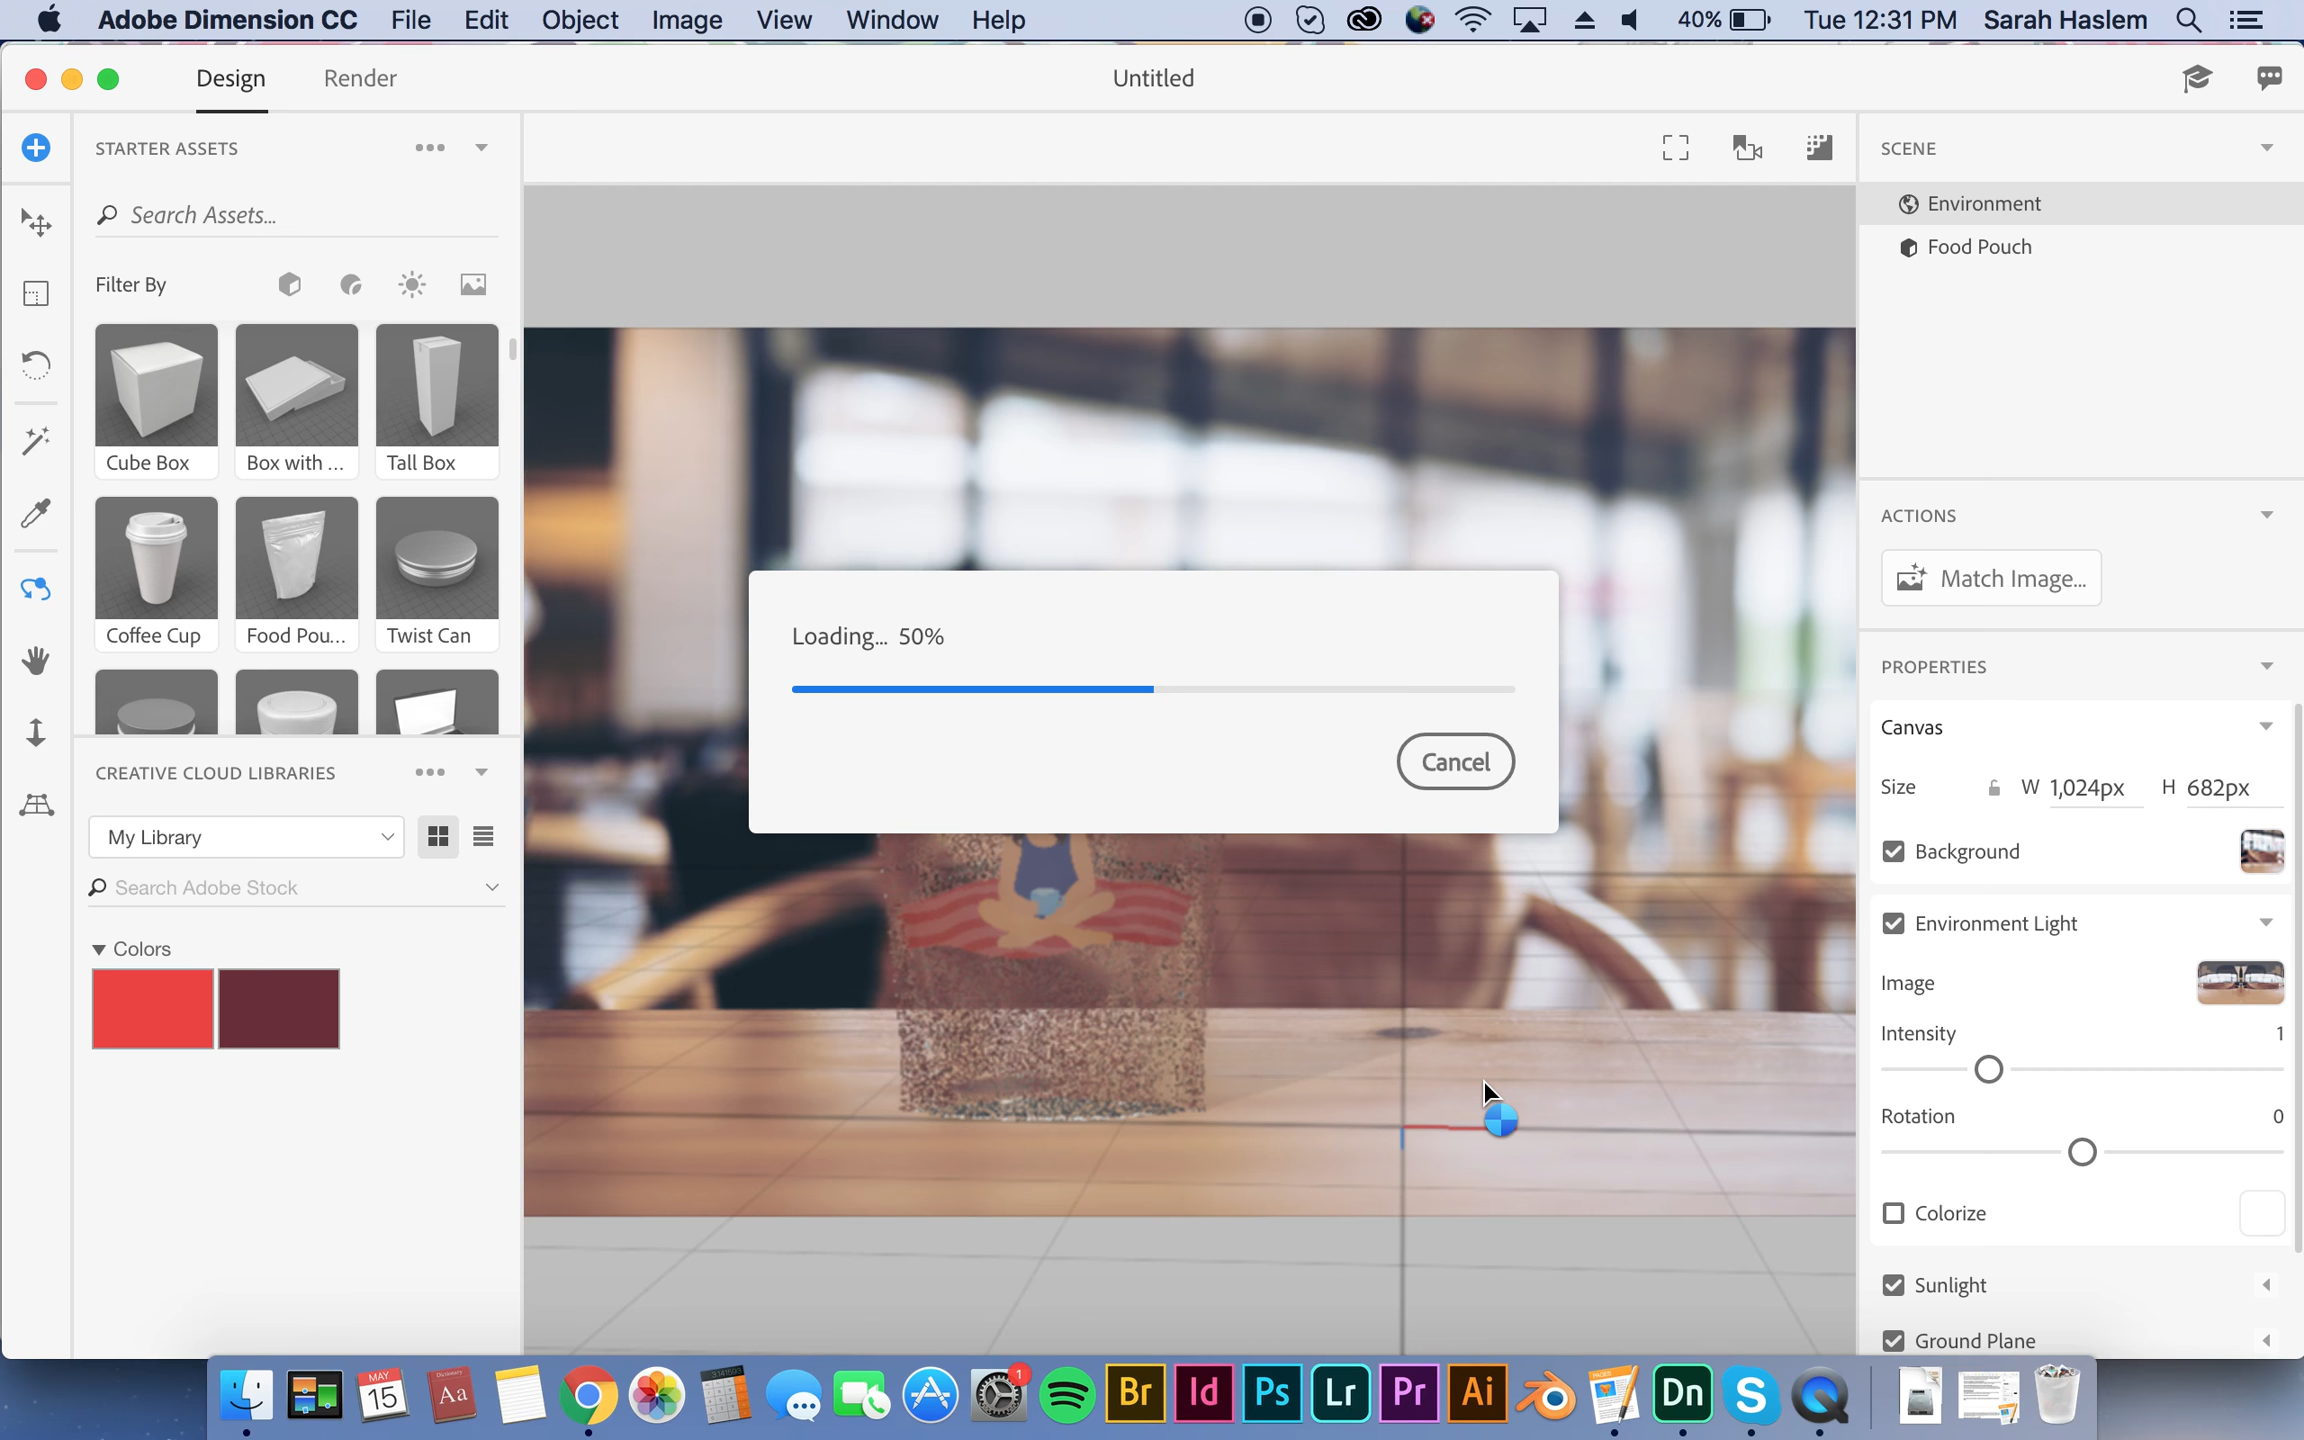 Adobe Dimension CC File Edit Object Image View Window Help 40% Tue 12:31 PM Sarah Haslem
Design Render Untitled
STARTER ASSETS
Search Assets...
Filter By
Cube Box Box with ... Tall Box
Coffee Cup Food Pou... Twist Can
CREATIVE CLOUD LIBRARIES
My Library
Search Adobe Stock
Colors
Loading... 50%
Cancel
SCENE
Environment
Food Pouch
ACTIONS
Match Image...
PROPERTIES
Canvas
Size W 1,024px H 682px
Background
Environment Light
Image
Intensity 1
Rotation 0
Colorize
Sunlight
Ground Plane
MAY
15
Dictionary
Aa
1
Br Id Ps Lr Pr Ai
PAGES
Dn S